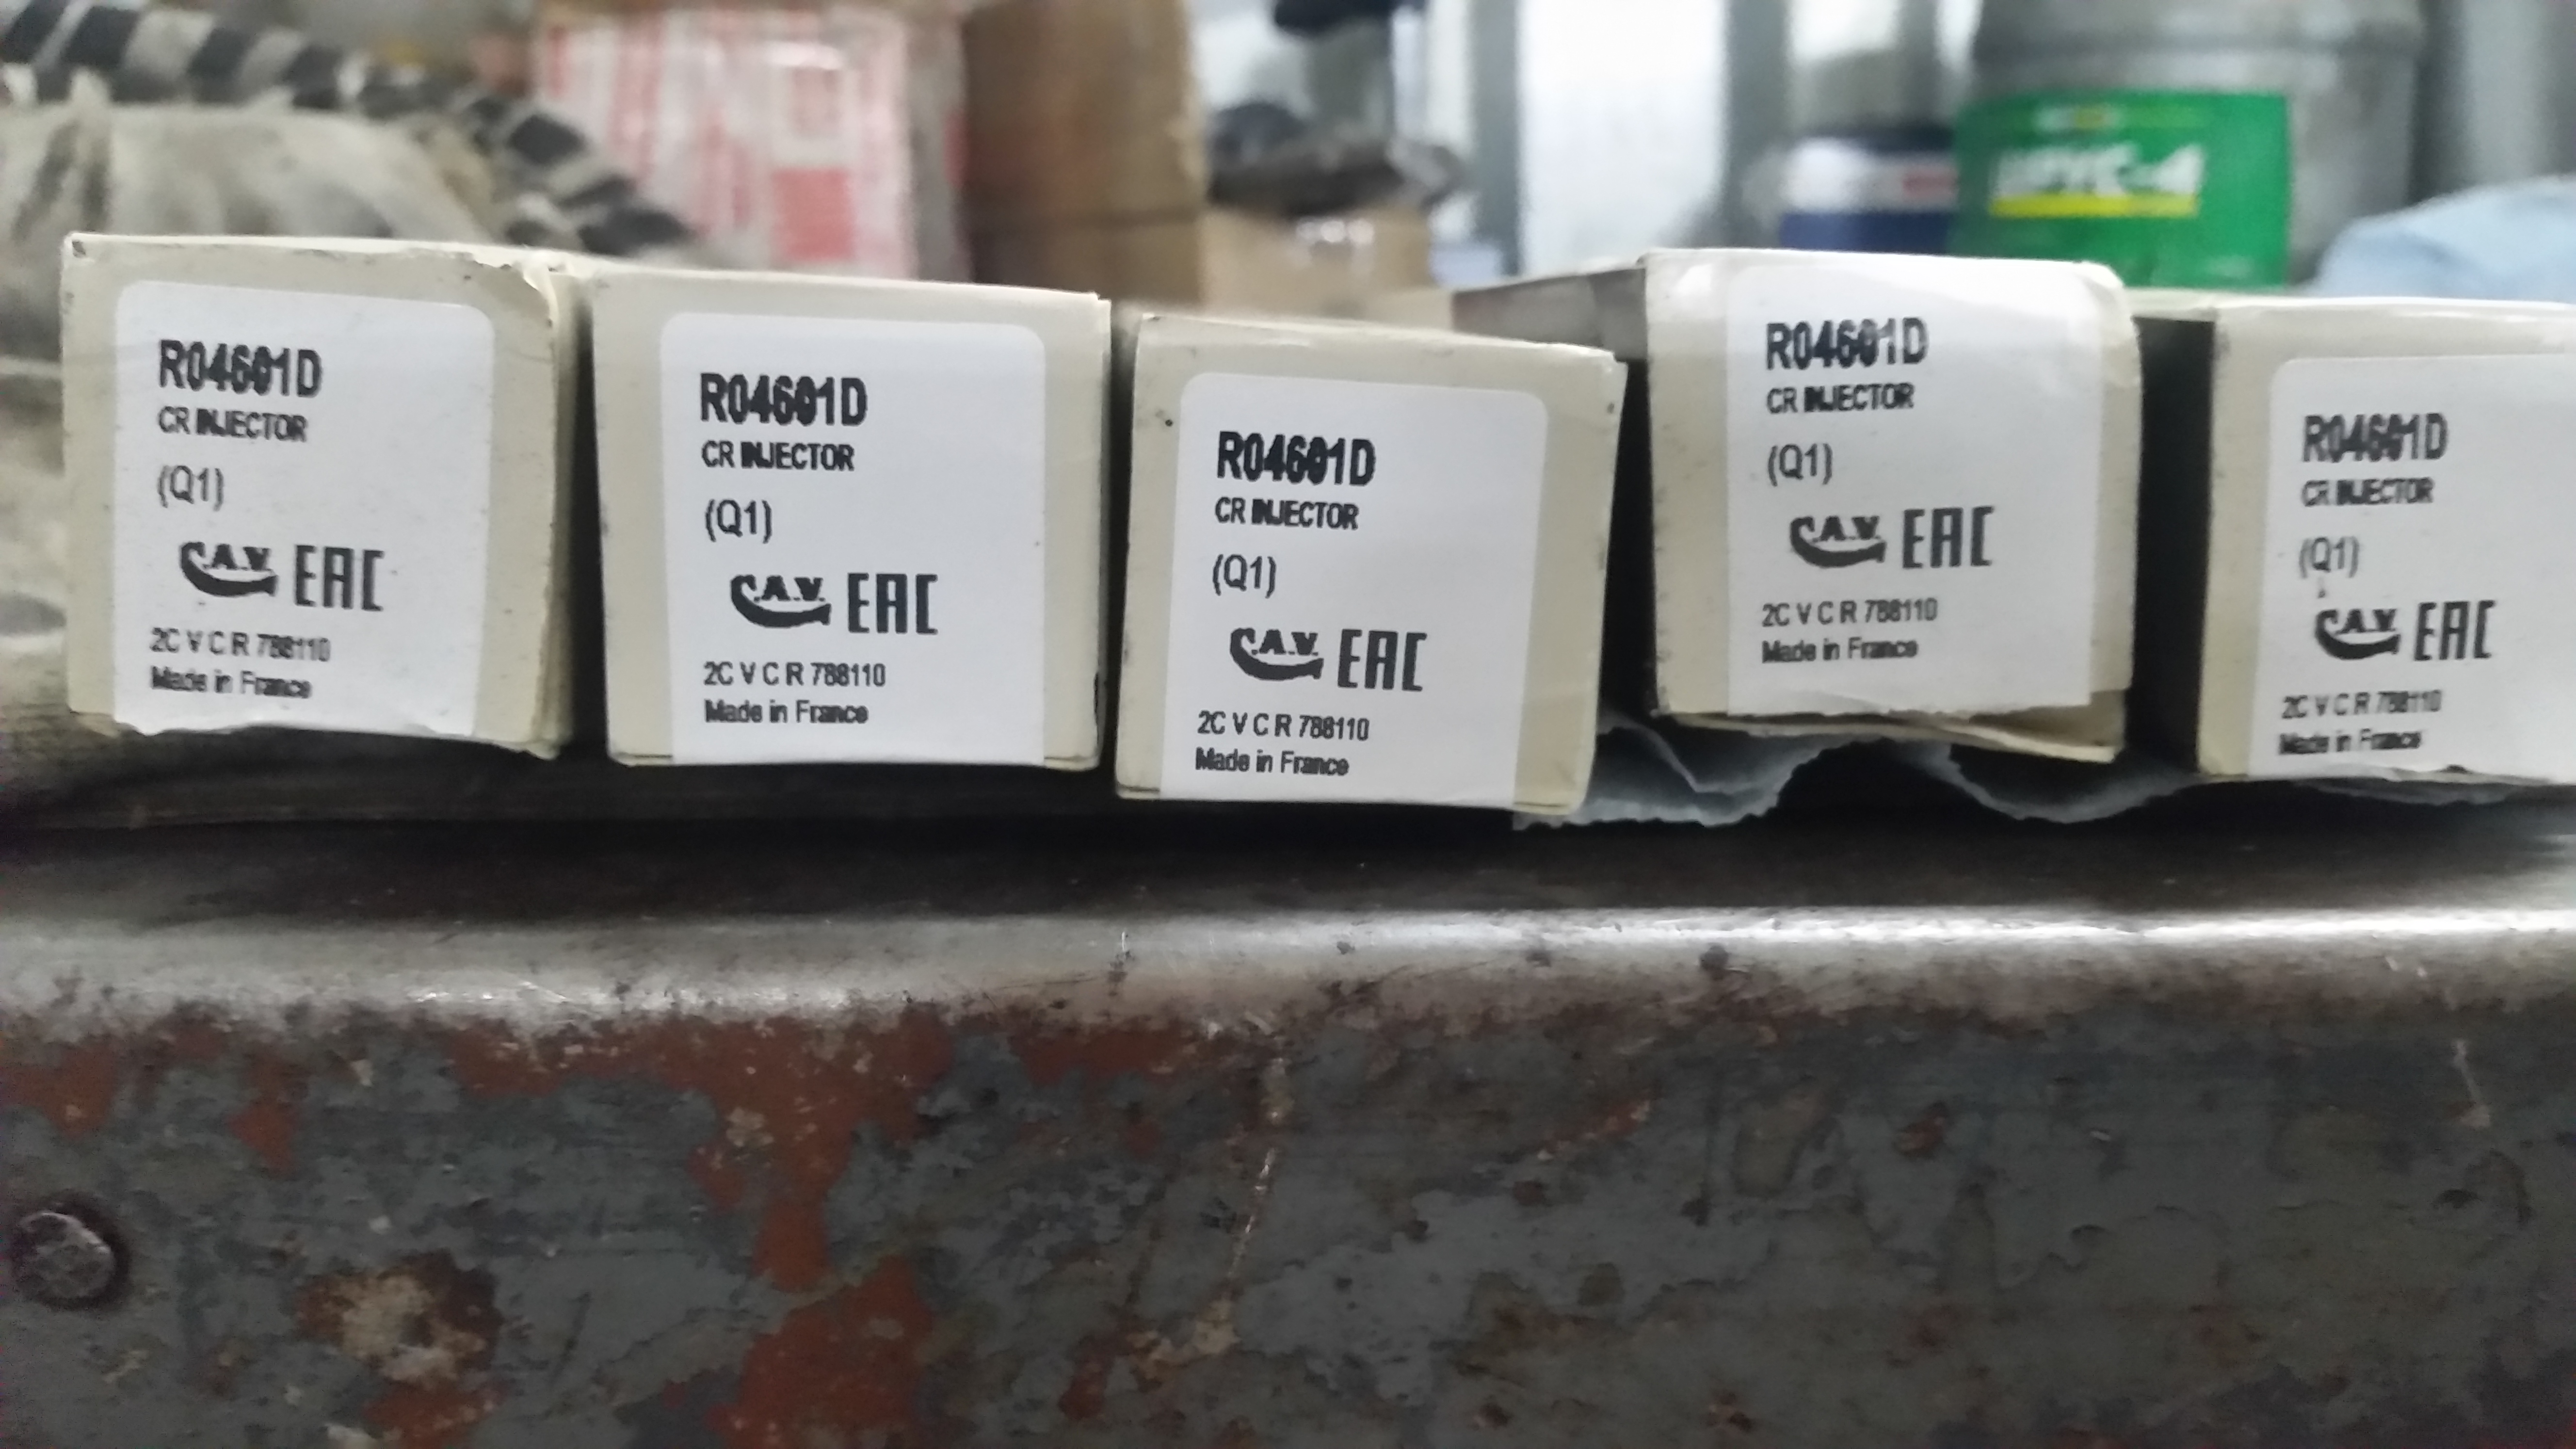 R04601D
CR INJECTOR
(Q1)
C.A.V. EAC
2C V C R 788110
Made in France
R04601D
CR INJECTOR
(Q1)
C.A.V. EAC
2C V C R 788110
Made in France
R04601D
CR INJECTOR
(Q1)
C.A.V. EAC
2C V C R 788110
Made in France
R04601D
CR INJECTOR
(Q1)
C.A.V. EAC
2C V C R 788110
Made in France
R04601D
CR INJECTOR
(Q1)
C.A.V. EAC
2C V C R 788110
Made in France